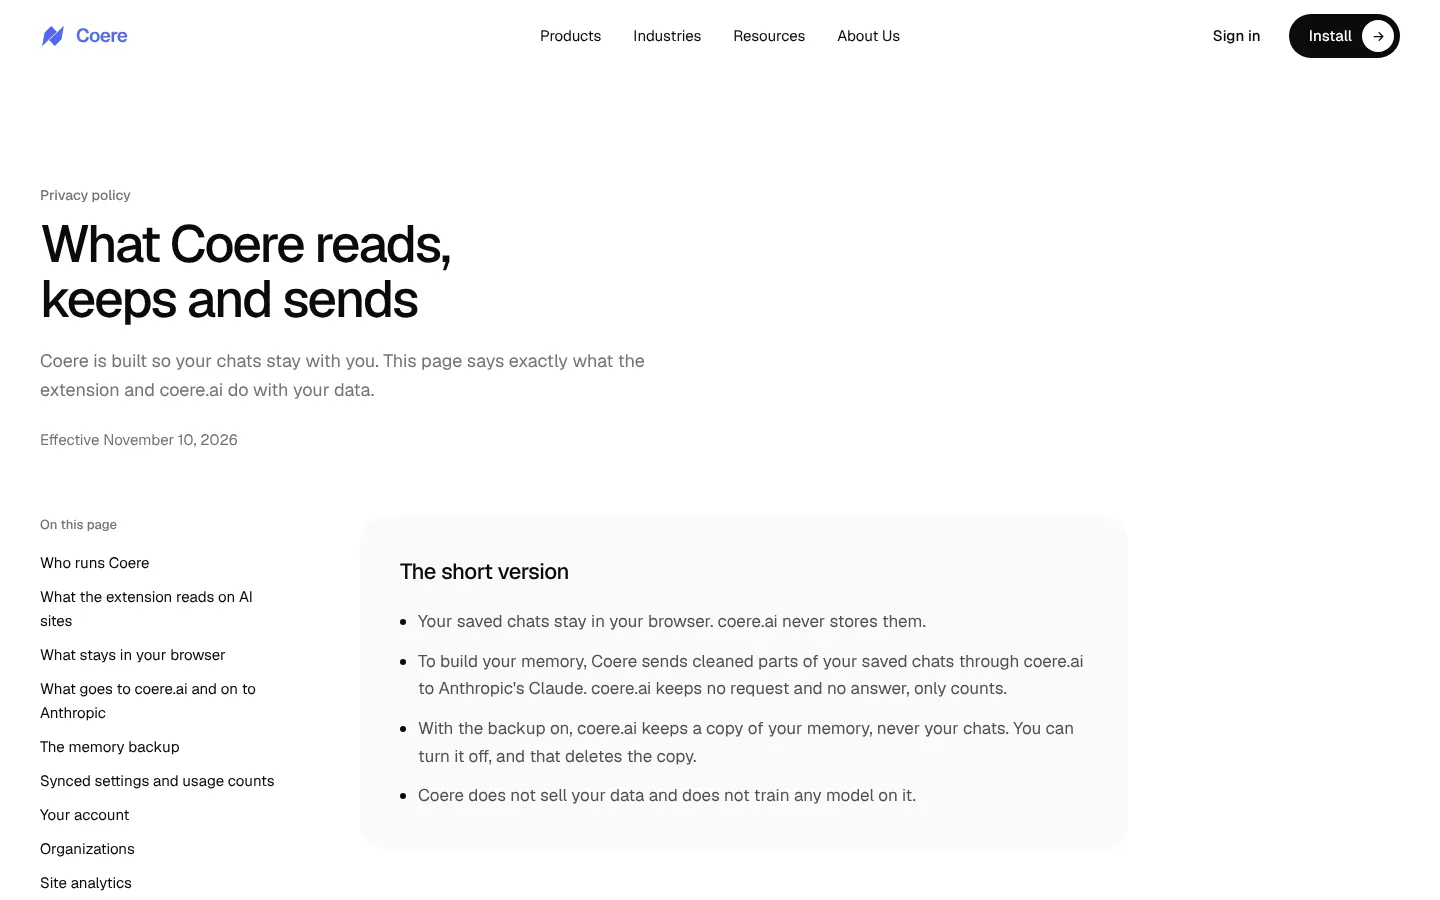 Coere
Products
Industries
Resources
About Us
Sign in
Install →
Privacy policy
What Coere reads,
keeps and sends
Coere is built so your chats stay with you. This page says exactly what the
extension and coere.ai do with your data.
Effective November 10, 2026
On this page
Who runs Coere
What the extension reads on AI
sites
What stays in your browser
What goes to coere.ai and on to
Anthropic
The memory backup
Synced settings and usage counts
Your account
Organizations
Site analytics
The short version
• Your saved chats stay in your browser. coere.ai never stores them.
• To build your memory, Coere sends cleaned parts of your saved chats through coere.ai
to Anthropic's Claude. coere.ai keeps no request and no answer, only counts.
• With the backup on, coere.ai keeps a copy of your memory, never your chats. You can
turn it off, and that deletes the copy.
• Coere does not sell your data and does not train any model on it.